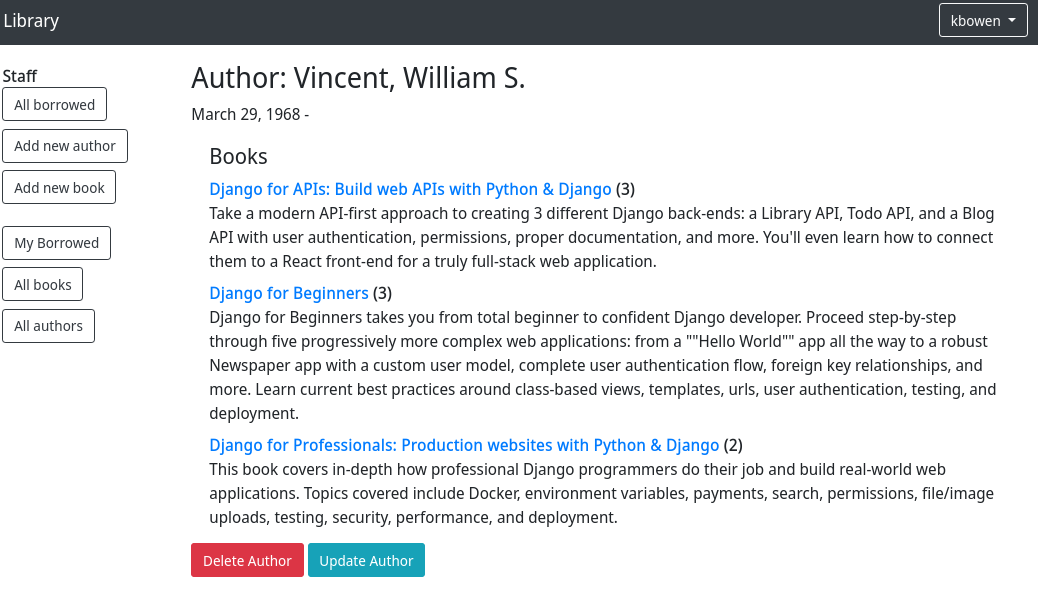 Library
kbowen
Staff
All borrowed
Add new author
Add new book
My Borrowed
All books
All authors
Author: Vincent, William S.
March 29, 1968 -
Books
Django for APIs: Build web APIs with Python & Django (3)
Take a modern API-first approach to creating 3 different Django back-ends: a Library API, Todo API, and a Blog
API with user authentication, permissions, proper documentation, and more. You'll even learn how to connect
them to a React front-end for a truly full-stack web application.
Django for Beginners (3)
Django for Beginners takes you from total beginner to confident Django developer. Proceed step-by-step
through five progressively more complex web applications: from a ""Hello World"" app all the way to a robust
Newspaper app with a custom user model, complete user authentication flow, foreign key relationships, and
more. Learn current best practices around class-based views, templates, urls, user authentication, testing, and
deployment.
Django for Professionals: Production websites with Python & Django (2)
This book covers in-depth how professional Django programmers do their job and build real-world web
applications. Topics covered include Docker, environment variables, payments, search, permissions, file/image
uploads, testing, security, performance, and deployment.
Delete Author Update Author